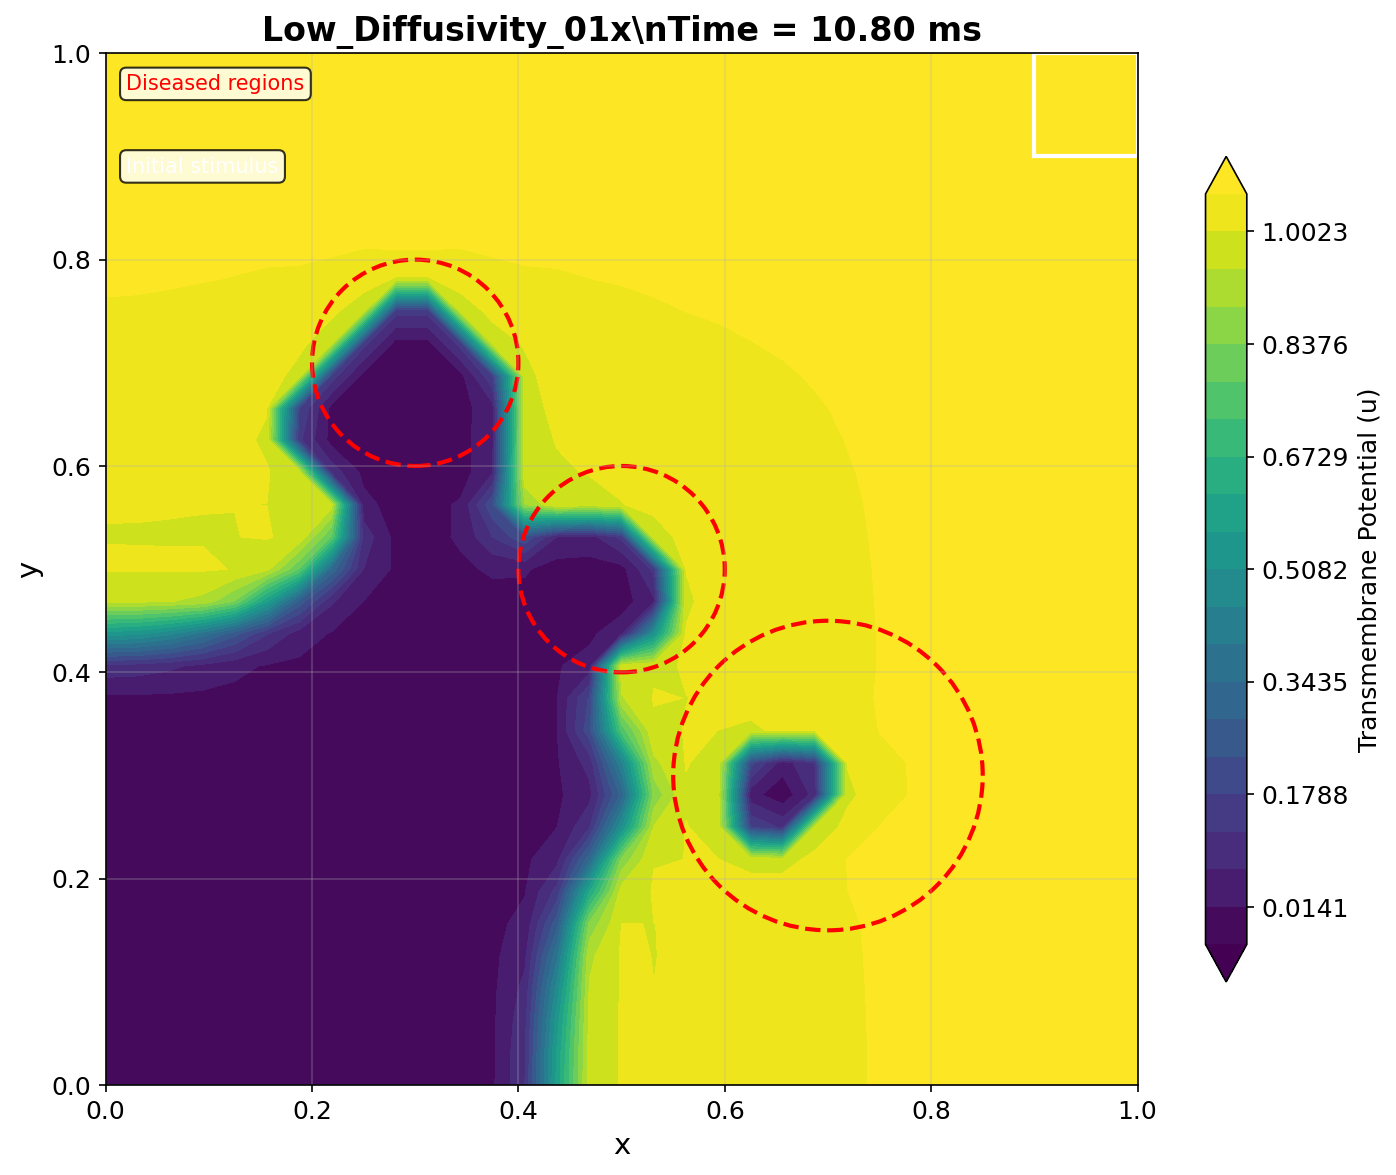 Low_Diffusivity_01x\nTime = 10.80 ms
Diseased regions
Initial stimulus
1.0
0.8
0.6
0.4
0.2
0.0
y
0.0 0.2 0.4 0.6 0.8 1.0
x
1.0023
0.8376
0.6729
0.5082
0.3435
0.1788
0.0141
Transmembrane Potential (u)